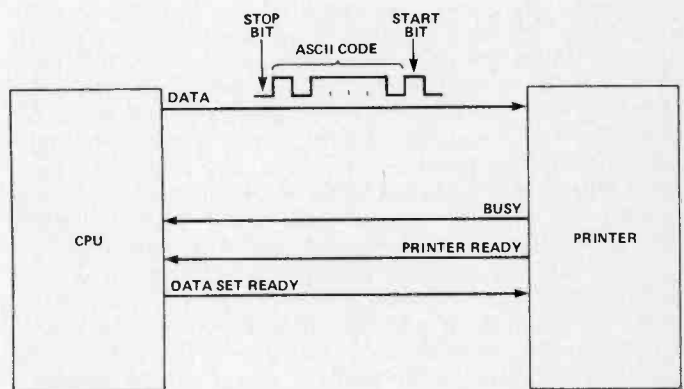 STOP
BIT
START
BIT
ASCII CODE
DATA
BUSY
CPU
PRINTER
PRINTER READY
OATA SET READY